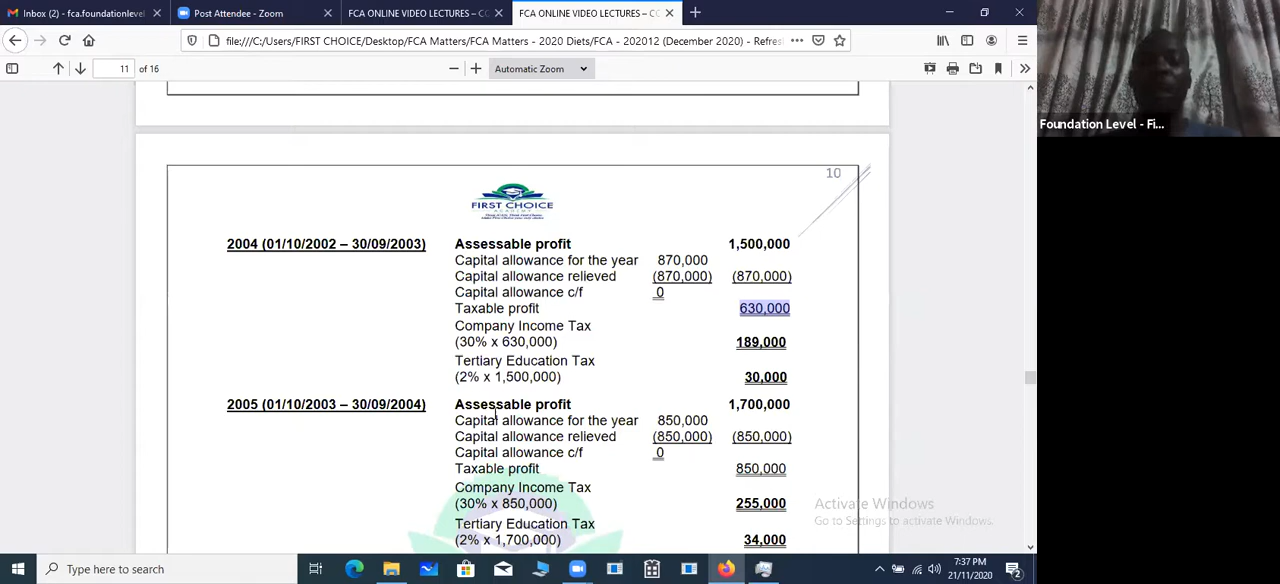 Inbox (2) - fca.foundationlevel
Post Attendee - Zoom
FCA ONLINE VIDEO LECTURES – CC
FCA ONLINE VIDEO LECTURES – CC
file:///C:/Users/FIRST CHOICE/Desktop/FCA Matters/FCA Matters - 2020 Diets/FCA - 202012 (December 2020) - Refres
11 of 16
Automatic Zoom
Foundation Level - Fi...
10
FIRST CHOICE
ACADEMY
2004 (01/10/2002 – 30/09/2003) Assessable profit 1,500,000
Capital allowance for the year 870,000
Capital allowance relieved (870,000) (870,000)
Capital allowance c/f 0
Taxable profit 630,000
Company Income Tax
(30% x 630,000) 189,000
Tertiary Education Tax
(2% x 1,500,000) 30,000
2005 (01/10/2003 – 30/09/2004) Assessable profit 1,700,000
Capital allowance for the year 850,000
Capital allowance relieved (850,000) (850,000)
Capital allowance c/f 0
Taxable profit 850,000
Company Income Tax
(30% x 850,000) 255,000
Tertiary Education Tax
(2% x 1,700,000) 34,000
Activate Windows
Go to Settings to activate Windows.
Type here to search
7:37 PM
21/11/2020
2